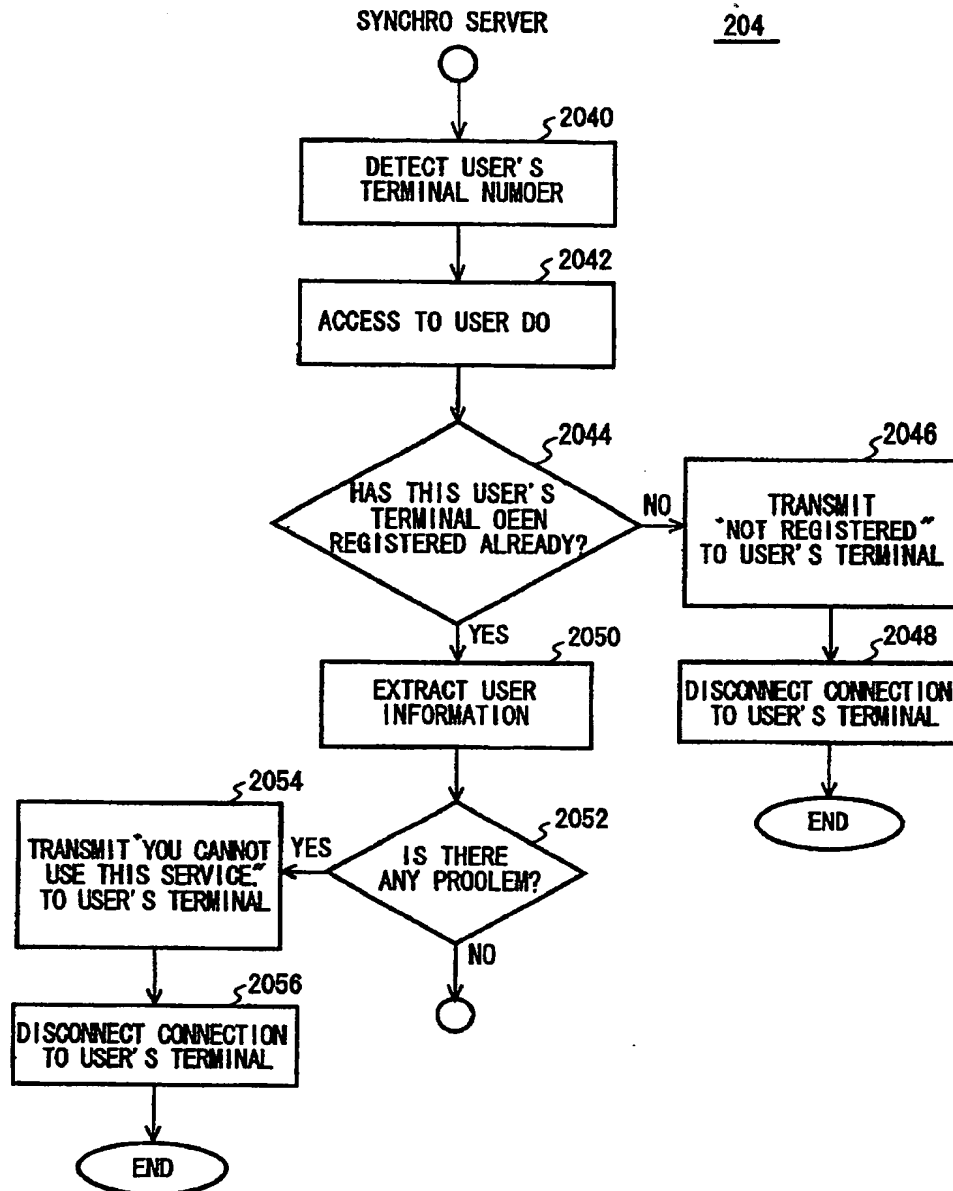 SYNCHRO SERVER
204
2040
DETECT USER'S
TERMINAL NUMOER
2042
ACCESS TO USER DO
2044
HAS THIS USER'S
TERMINAL OEEN
REGISTERED ALREADY?
NO
2046
TRANSMIT
"NOT REGISTERED"
TO USER'S TERMINAL
2048
DISCONNECT CONNECTION
TO USER'S TERMINAL
END
YES
2050
EXTRACT USER
INFORMATION
2052
IS THERE
ANY PROOLEM?
YES
2054
TRANSMIT "YOU CANNOT
USE THIS SERVICE."
TO USER'S TERMINAL
2056
DISCONNECT CONNECTION
TO USER'S TERMINAL
END
NO